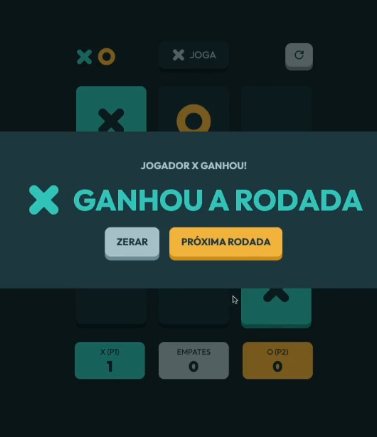 JOGA
JOGADOR X GANHOU!
GANHOU A RODADA
ZERAR
PRÓXIMA RODADA
X (P1)
1
EMPATES
0
O (P2)
0